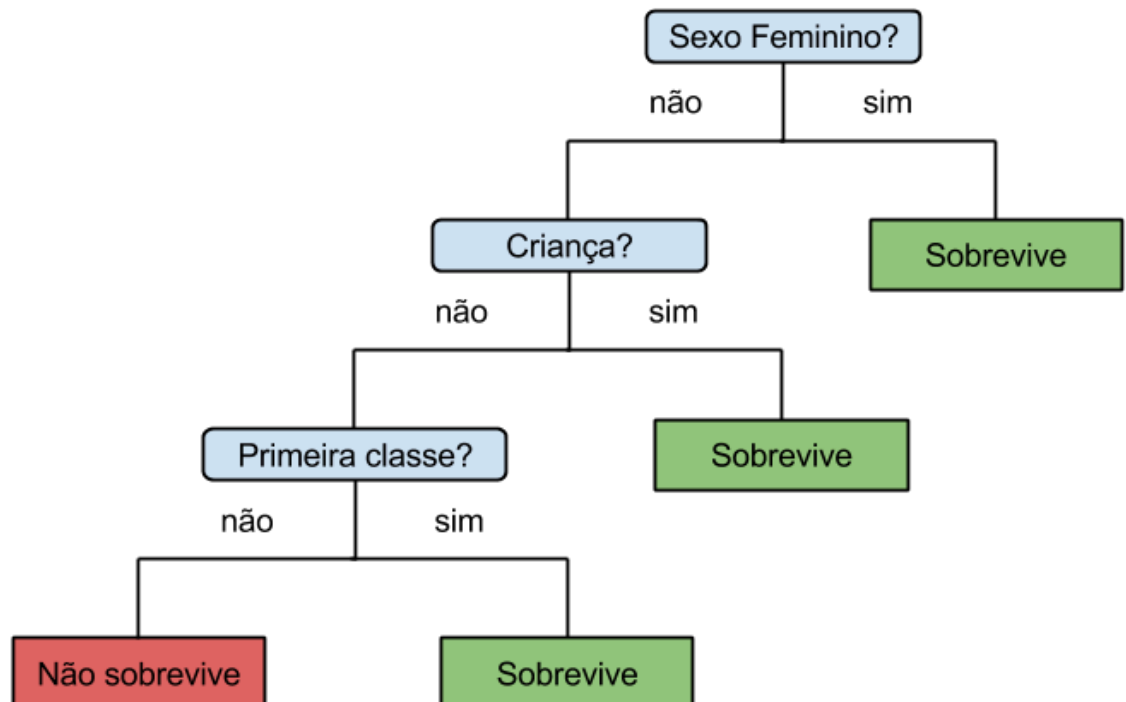 Sexo Feminino?
não
sim
Criança?
Sobrevive
não
sim
Primeira classe?
Sobrevive
não
sim
Não sobrevive
Sobrevive